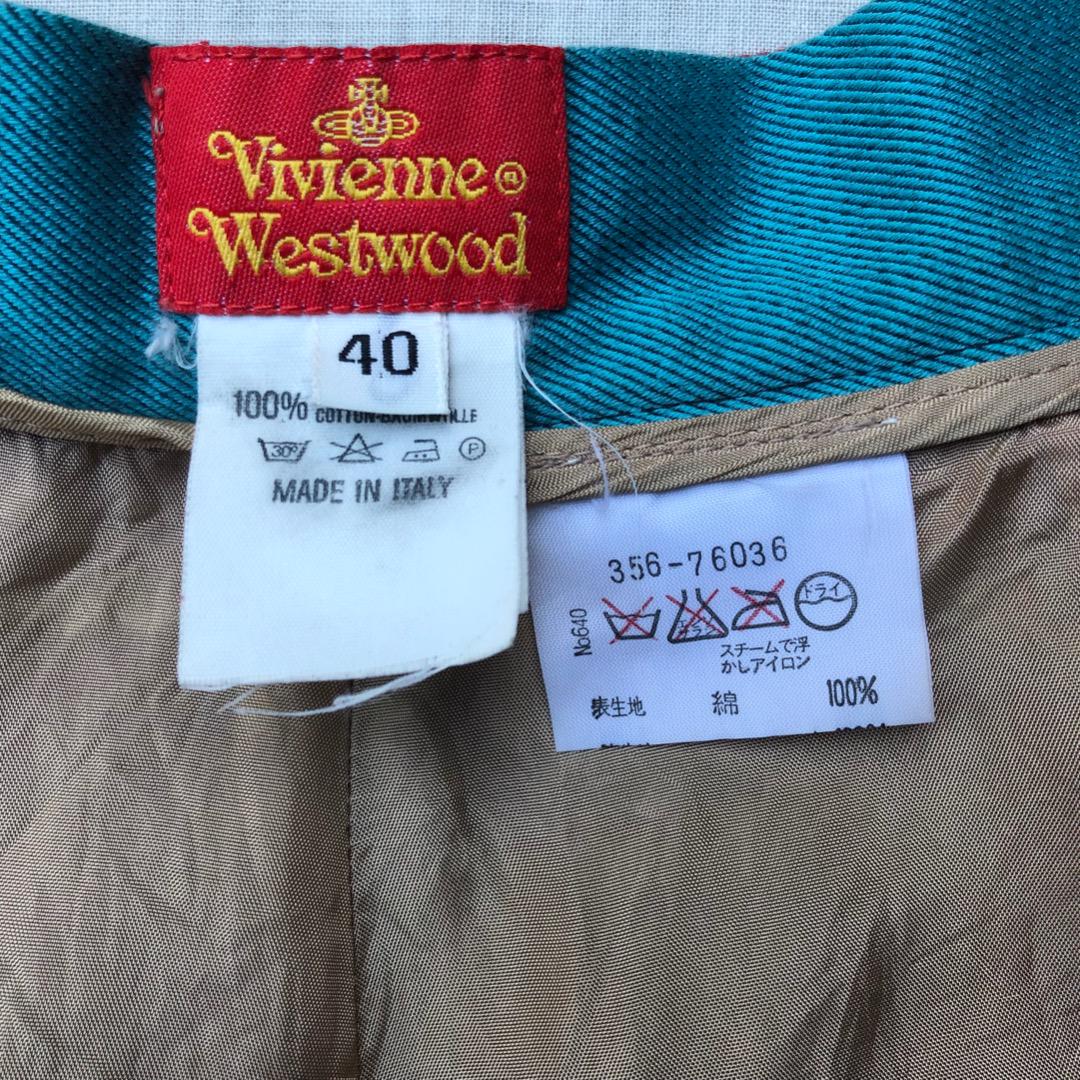 Vivienne®
Westwood
40
100% COTTON-BAUMWOLLE
30°
P
MADE IN ITALY
356-76036
No640
ドライ
スチームで浮
かしアイロン
表生地 綿 100%